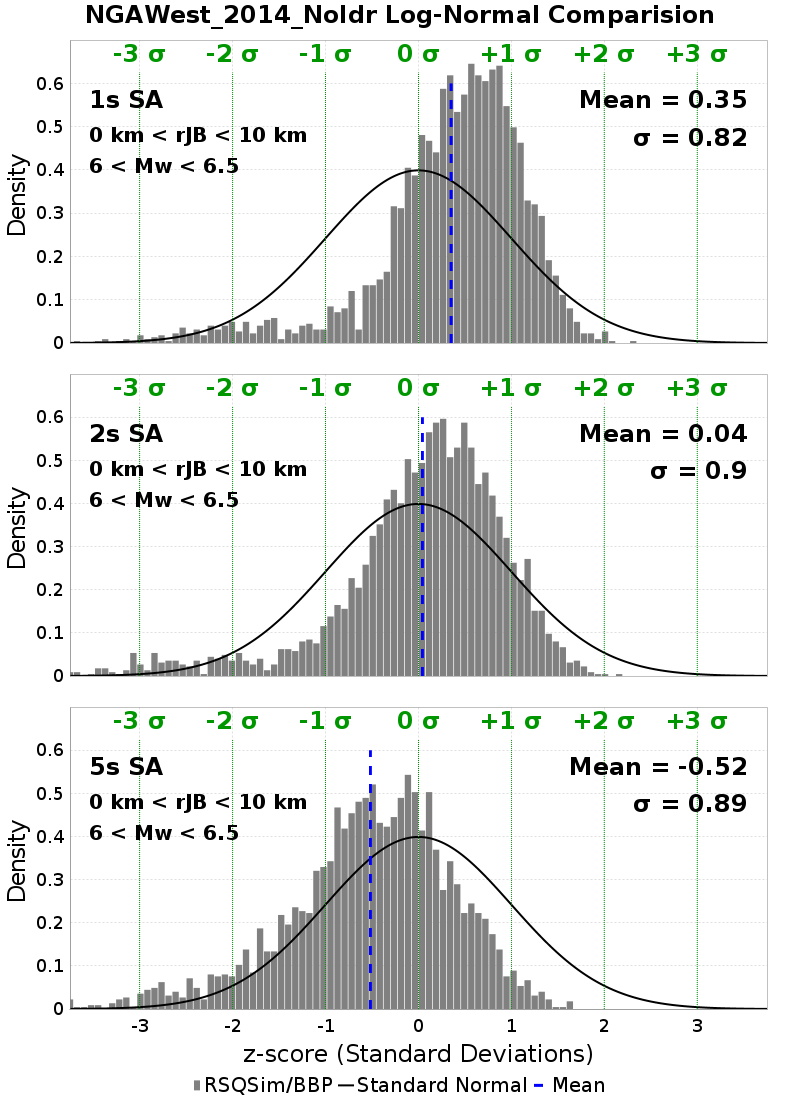 NGAWest_2014_NoIdr Log-Normal Comparision
-3 σ -2 σ -1 σ 0 σ +1 σ +2 σ +3 σ
1s SA
Mean = 0.35
0 km < rJB < 10 km
σ = 0.82
6 < Mw < 6.5
Density
0.6
0.5
0.4
0.3
0.2
0.1
0
-3 σ -2 σ -1 σ 0 σ +1 σ +2 σ +3 σ
2s SA
Mean = 0.04
0 km < rJB < 10 km
σ = 0.9
6 < Mw < 6.5
Density
0.6
0.5
0.4
0.3
0.2
0.1
0
-3 σ -2 σ -1 σ 0 σ +1 σ +2 σ +3 σ
5s SA
Mean = -0.52
0 km < rJB < 10 km
σ = 0.89
6 < Mw < 6.5
Density
0.6
0.5
0.4
0.3
0.2
0.1
0
-3 -2 -1 0 1 2 3
z-score (Standard Deviations)
RSQSim/BBP Standard Normal Mean